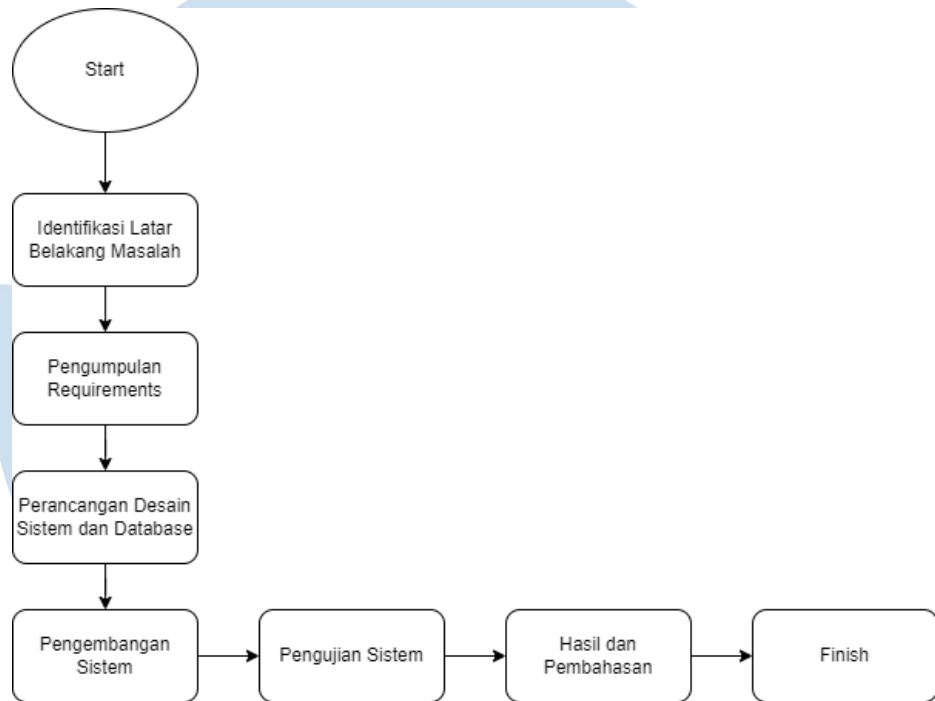 Start
Identifikasi Latar
Belakang Masalah
Pengumpulan
Requirements
Perancangan Desain
Sistem dan Database
Pengembangan
Sistem
Pengujian Sistem
Hasil dan
Pembahasan
Finish